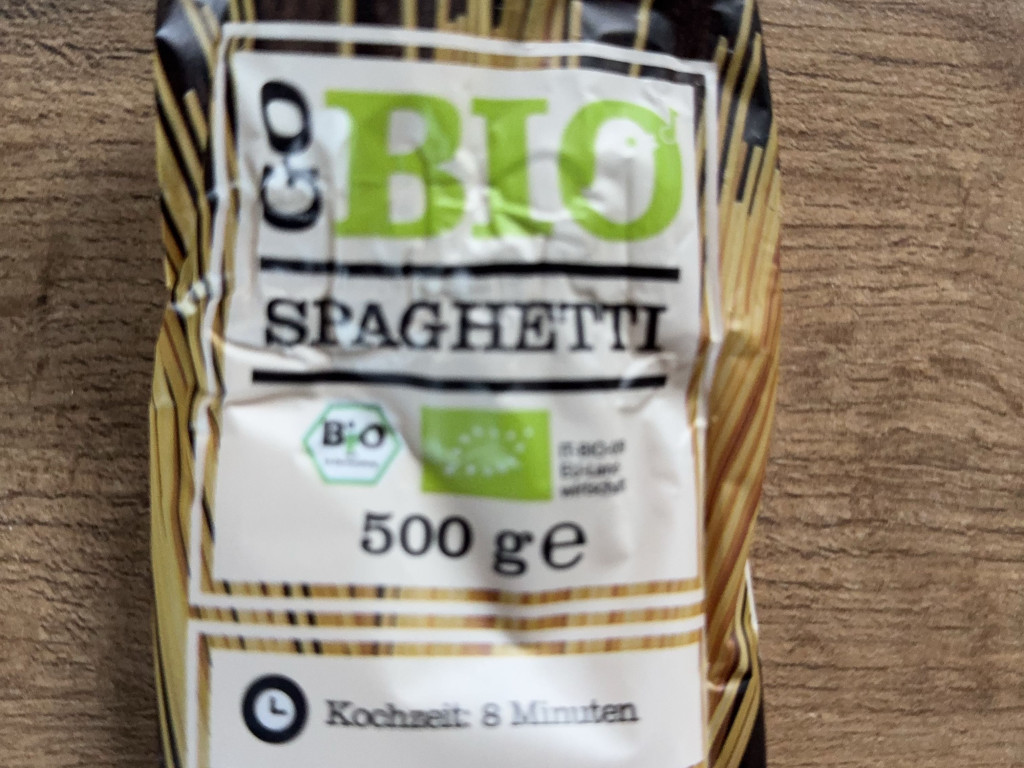 GO
BIO
SPAGHETTI
BiO
500 g e
Kochzeit: 8 Minuten